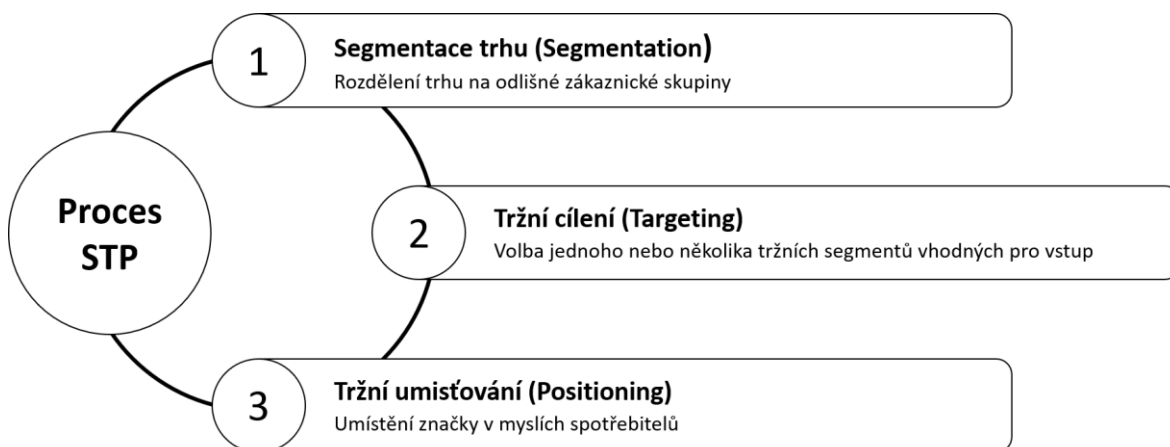 Proces
STP
1
Segmentace trhu (Segmentation)
Rozdělení trhu na odlišné zákaznické skupiny
2
Tržní cílení (Targeting)
Volba jednoho nebo několika tržních segmentů vhodných pro vstup
3
Tržní umisťování (Positioning)
Umístění značky v myslích spotřebitelů